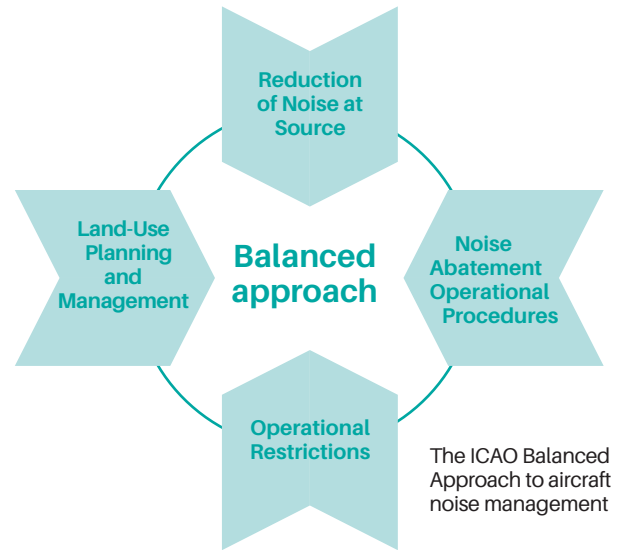 Reduction
of Noise at
Source
Land-Use
Planning
and
Management
Balanced
approach
Noise
Abatement
Operational
Procedures
Operational
Restrictions
The ICAO Balanced
Approach to aircraft
noise management